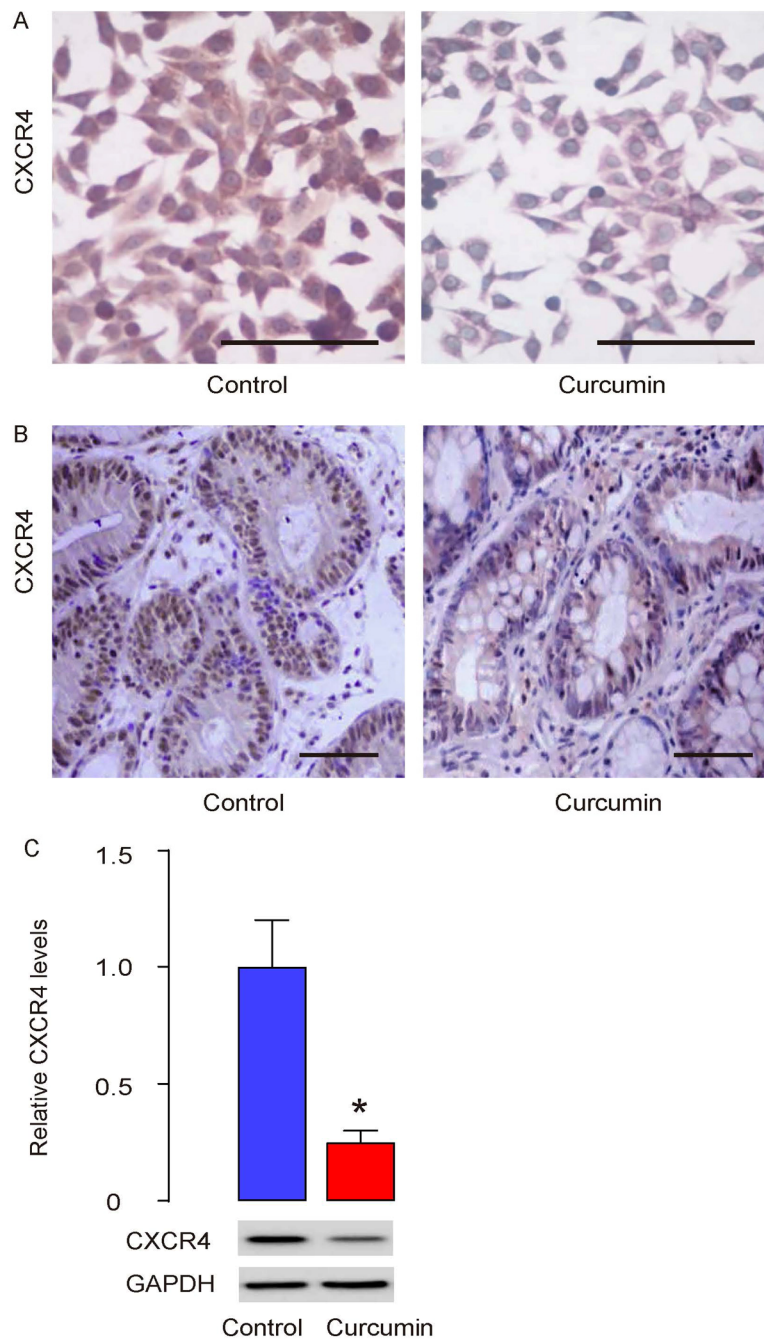 A
CXCR4
Control
Curcumin
B
CXCR4
Control
Curcumin
C
Relative CXCR4 levels
1.5
1.0
0.5
0
*
CXCR4
GAPDH
Control
Curcumin